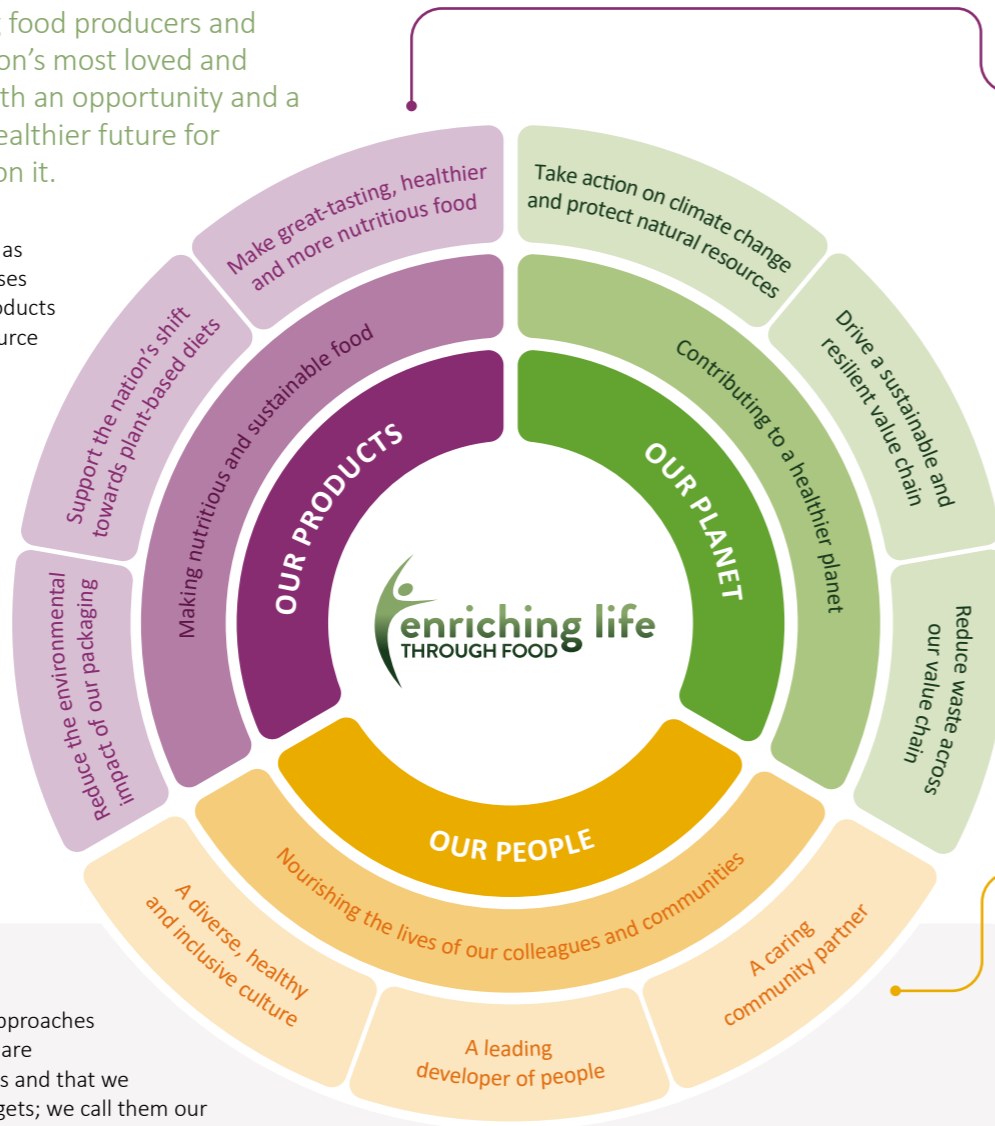 g food producers and
on's most loved and
th an opportunity and a
ealthier future for
on it.
as
ses
oducts
urce
Make great-tasting, healthier
and more nutritious food
Support the nation's shift
towards plant-based diets
Reduce the environmental
impact of our packaging
Making nutritious and sustainable food
OUR PRODUCTS
Take action on climate change
and protect natural resources
Drive a sustainable and
resilient value chain
Reduce waste across
our value chain
Contributing to a healthier planet
OUR PLANET
enriching life
THROUGH FOOD
OUR PEOPLE
Nourishing the lives of our colleagues and communities
A diverse, healthy
and inclusive culture
A leading
developer of people
A caring
community partner
pproaches
are
s and that we
gets; we call them our